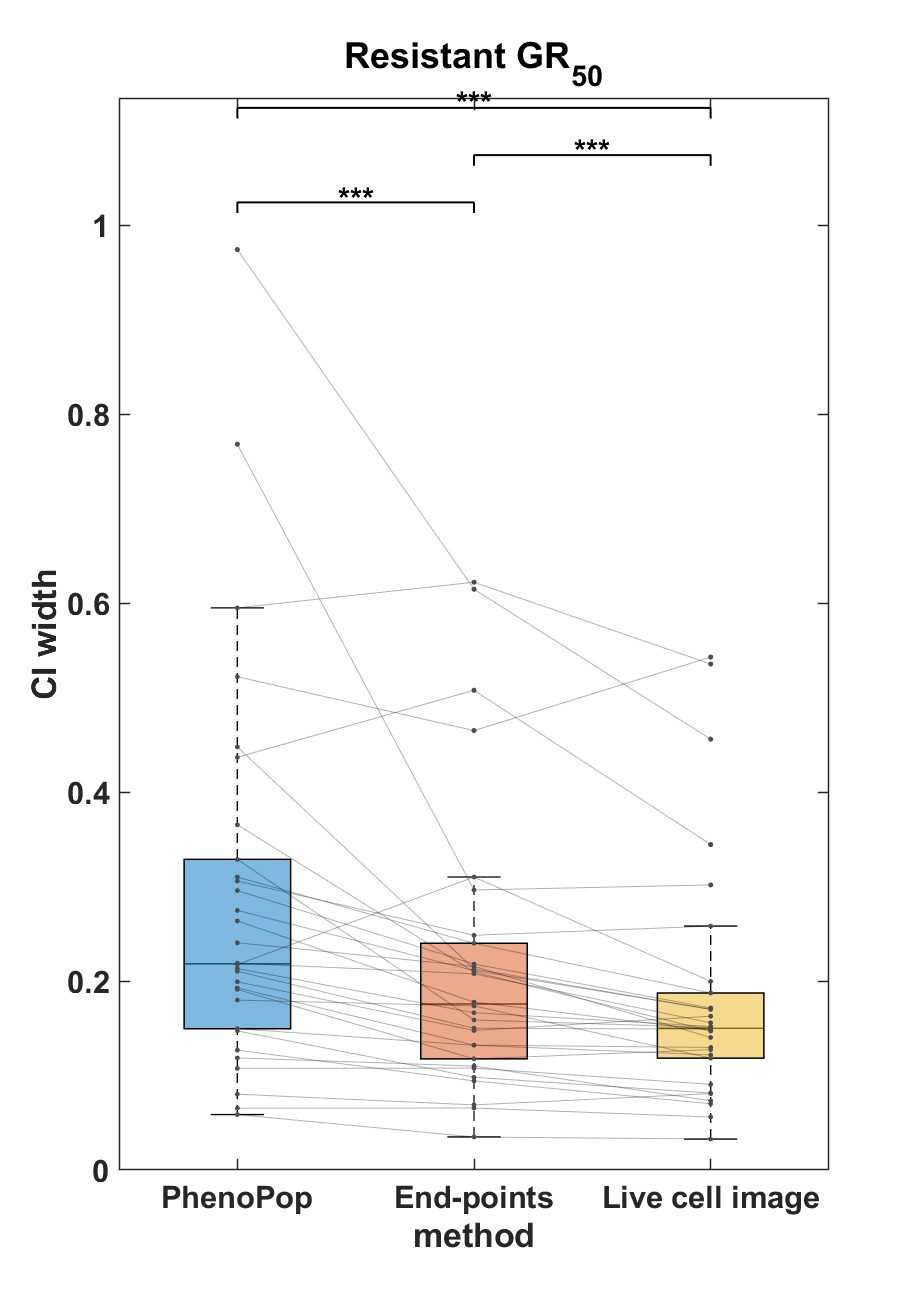 Resistant GR50
***
***
***
1
0.8
0.6
0.4
0.2
0
CI width
PhenoPop
End-points
method
Live cell image